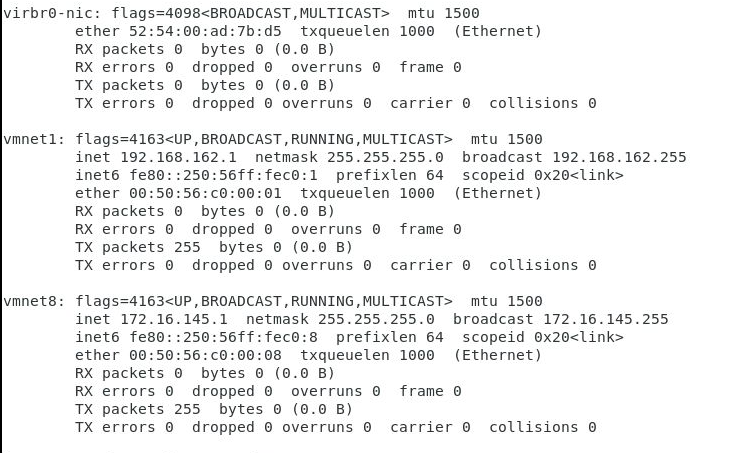 virbr0-nic: flags=4098<BROADCAST,MULTICAST>  mtu 1500
        ether 52:54:00:ad:7b:d5  txqueuelen 1000  (Ethernet)
        RX packets 0  bytes 0 (0.0 B)
        RX errors 0  dropped 0  overruns 0  frame 0
        TX packets 0  bytes 0 (0.0 B)
        TX errors 0  dropped 0 overruns 0  carrier 0  collisions 0

vmnet1: flags=4163<UP,BROADCAST,RUNNING,MULTICAST>  mtu 1500
        inet 192.168.162.1  netmask 255.255.255.0  broadcast 192.168.162.255
        inet6 fe80::250:56ff:fec0:1  prefixlen 64  scopeid 0x20<link>
        ether 00:50:56:c0:00:01  txqueuelen 1000  (Ethernet)
        RX packets 0  bytes 0 (0.0 B)
        RX errors 0  dropped 0  overruns 0  frame 0
        TX packets 255  bytes 0 (0.0 B)
        TX errors 0  dropped 0 overruns 0  carrier 0  collisions 0

vmnet8: flags=4163<UP,BROADCAST,RUNNING,MULTICAST>  mtu 1500
        inet 172.16.145.1  netmask 255.255.255.0  broadcast 172.16.145.255
        inet6 fe80::250:56ff:fec0:8  prefixlen 64  scopeid 0x20<link>
        ether 00:50:56:c0:00:08  txqueuelen 1000  (Ethernet)
        RX packets 0  bytes 0 (0.0 B)
        RX errors 0  dropped 0  overruns 0  frame 0
        TX packets 255  bytes 0 (0.0 B)
        TX errors 0  dropped 0 overruns 0  carrier 0  collisions 0